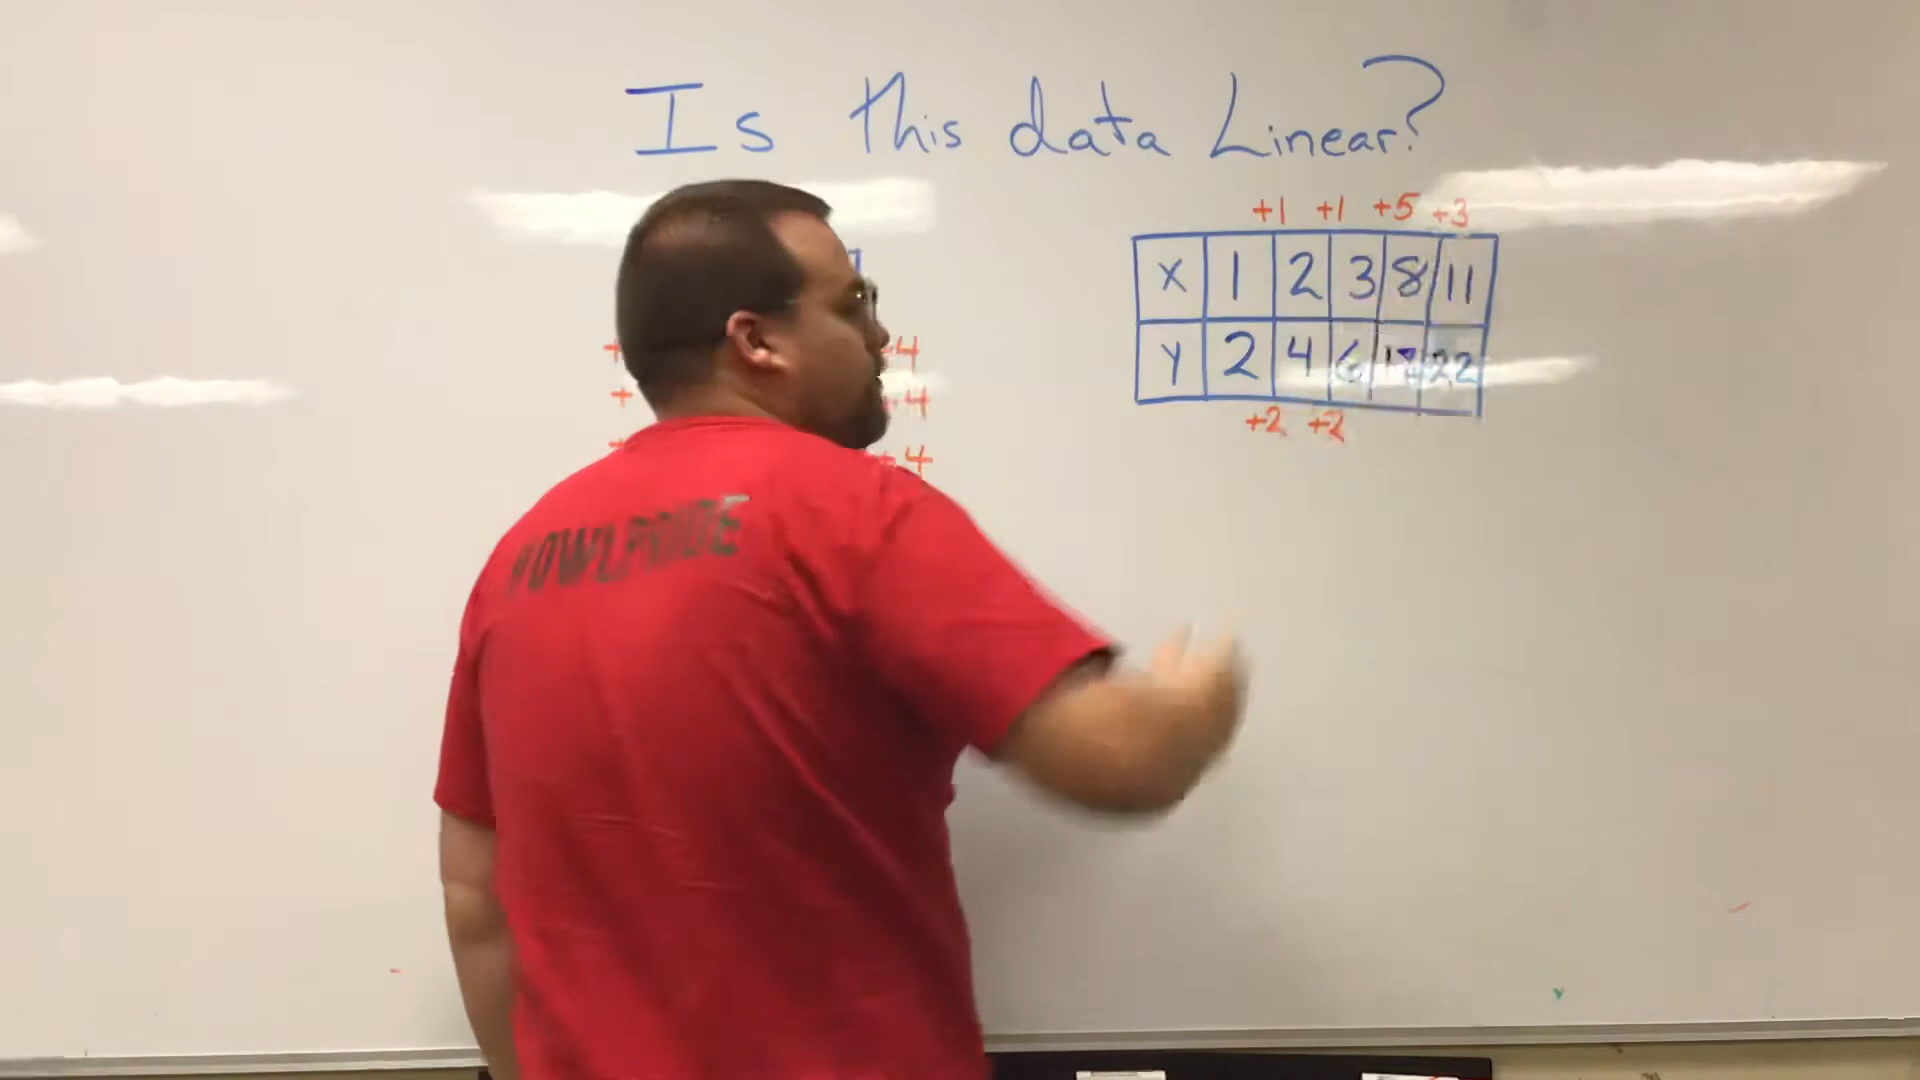 Is this data Linear?
+1 +1 +5 +3
X 1 2 3 8 11
Y 2 4 6 22
+2 +2
4
4
+4
#OWLPRIDE